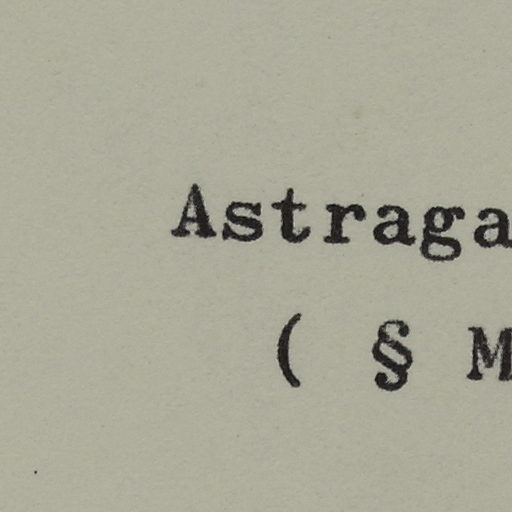 Astraga
( § M